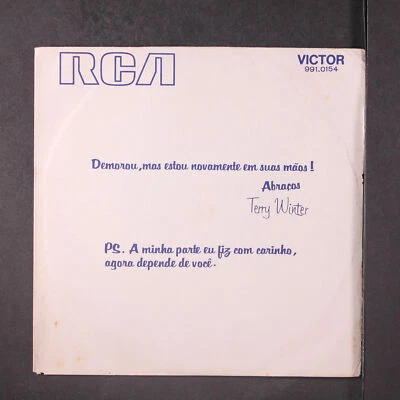 RCA
VICTOR
991.0154
Demorou, mas estou novamente em suas mãos!
Abraços
Terry Winter
PS. A minha parte eu fiz com carinho,
agora depende de você.